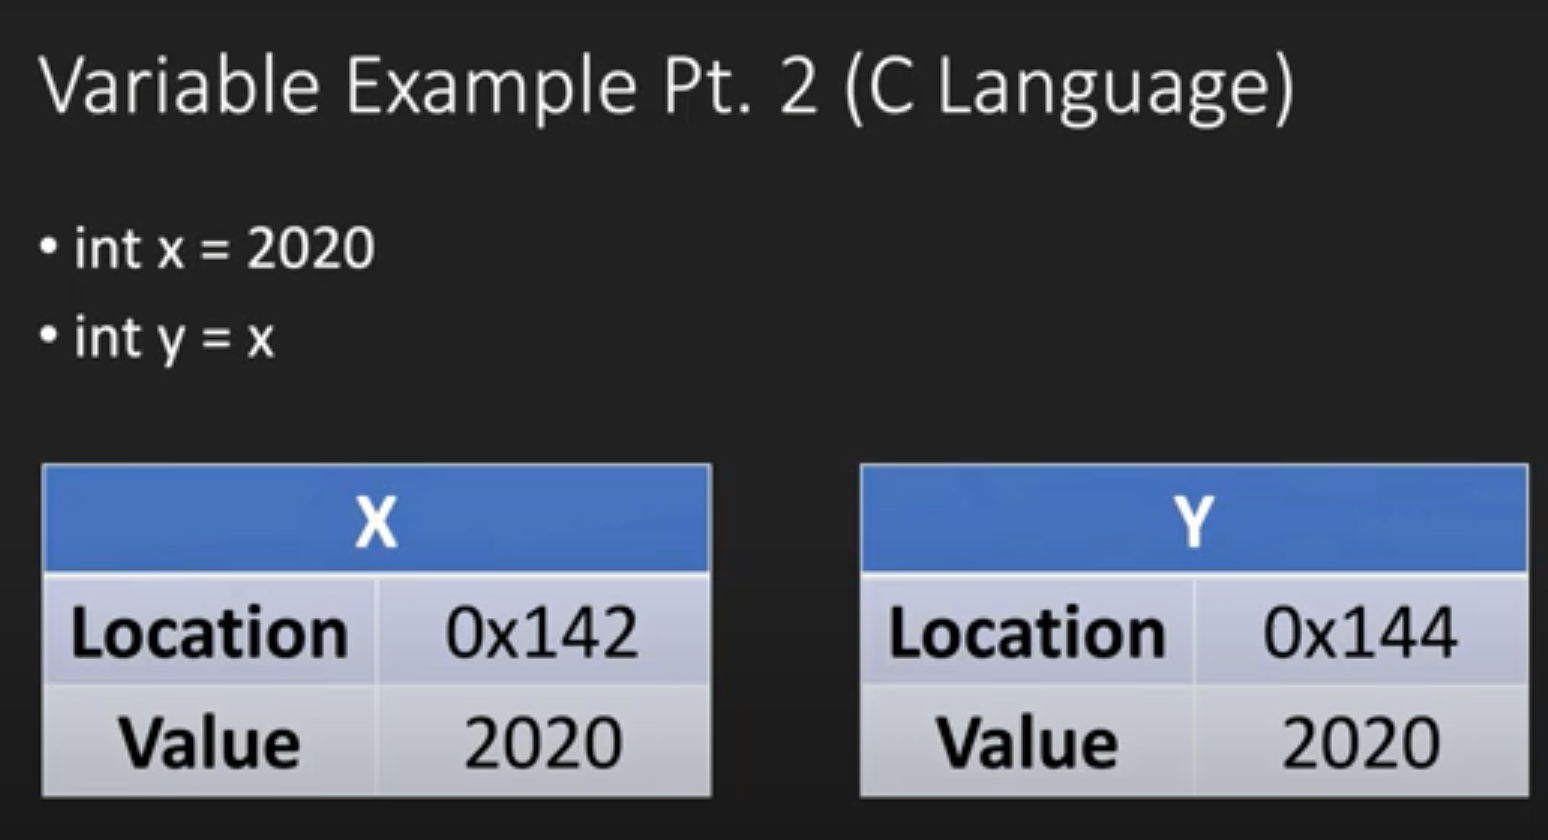 Variable Example Pt. 2 (C Language)
• int x = 2020
• int y = x
X
Location 0x142
Value 2020
Y
Location 0x144
Value 2020